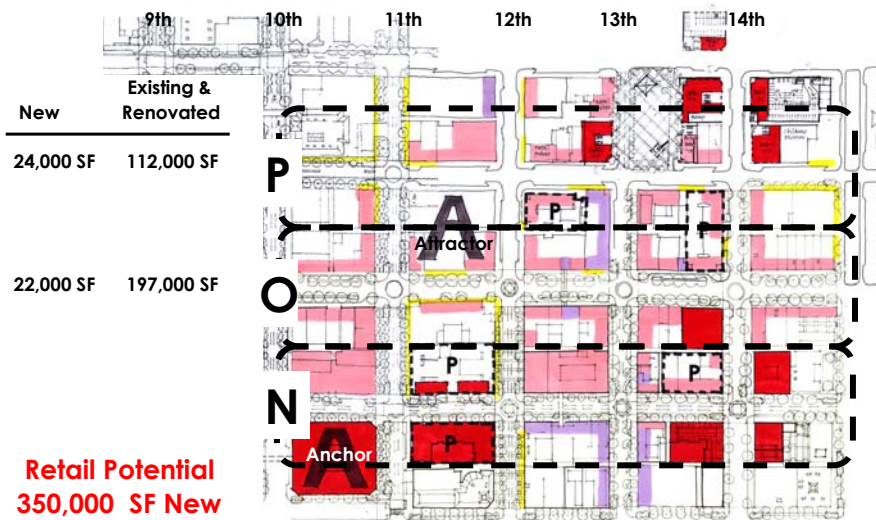 9th 10th 11th 12th 13th 14th
Existing &
New Renovated
24,000 SF 112,000 SF
P
A
Attractor
P
P
22,000 SF 197,000 SF
O
P
P
N
A
Anchor
P
Retail Potential
350,000 SF New